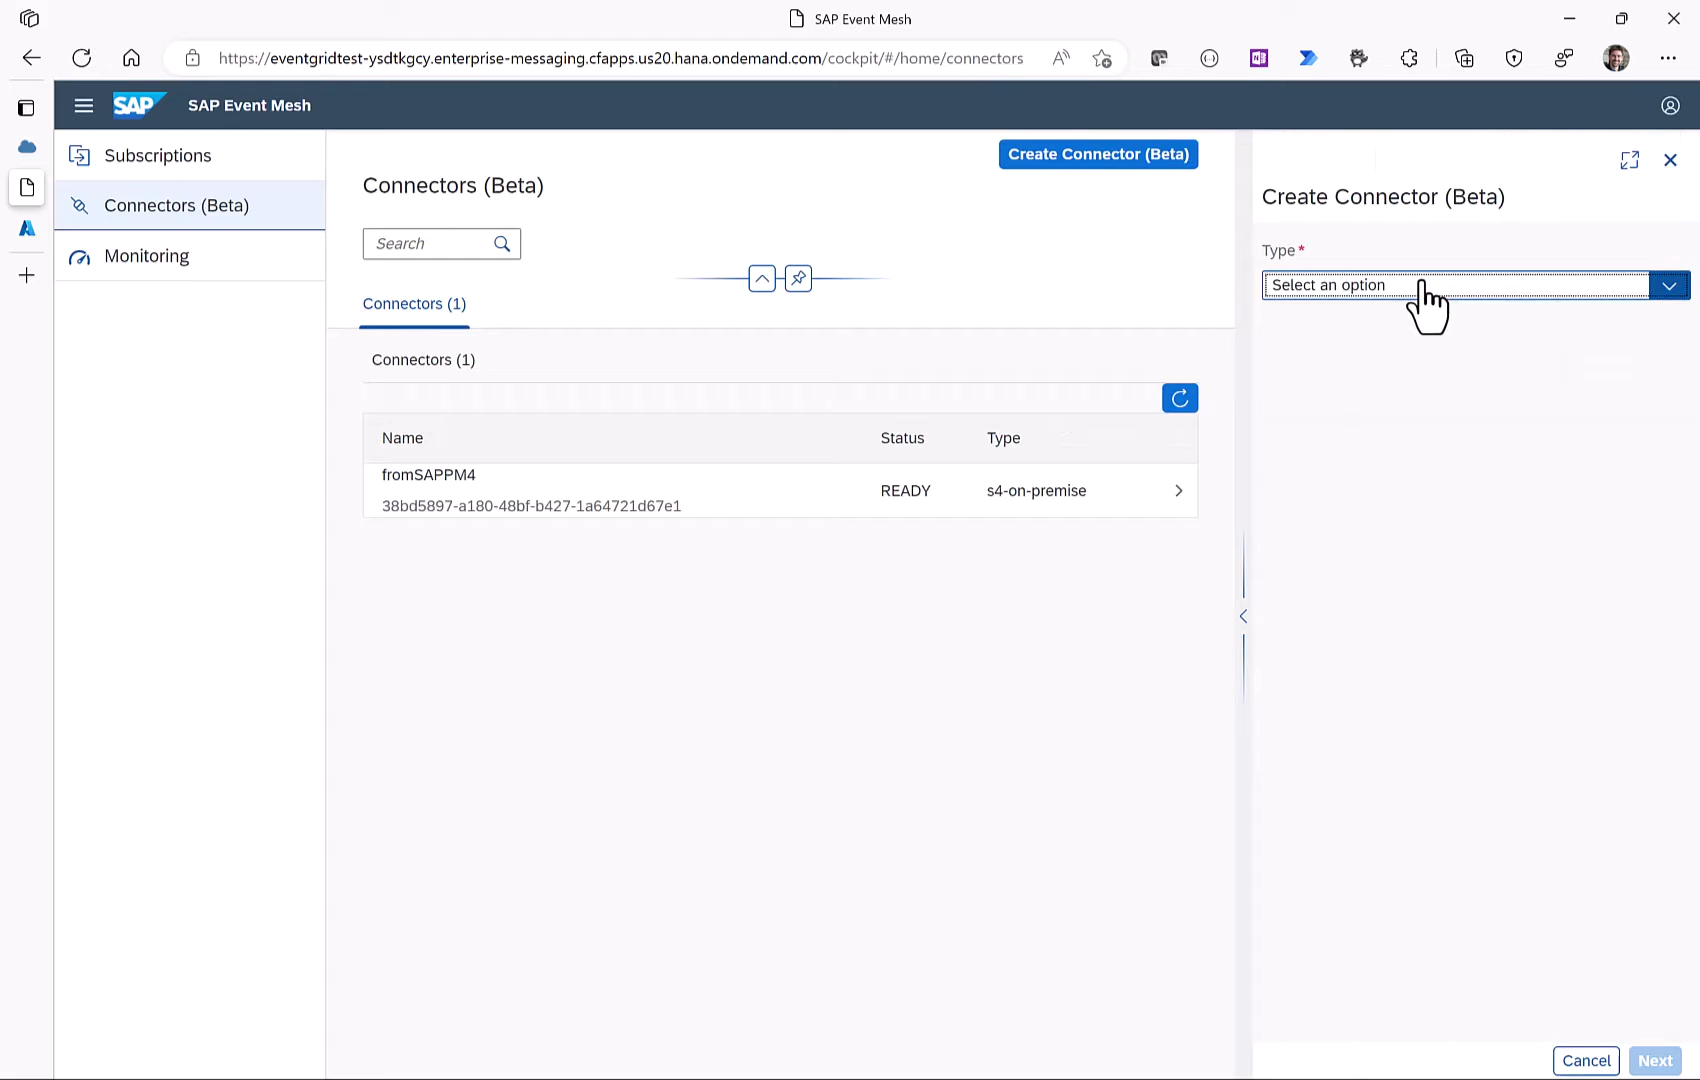 SAP Event Mesh
https://eventgridtest-ysdtkgcy.enterprise-messaging.cfapps.us20.hana.ondemand.com/cockpit/#/home/connectors
SAP SAP Event Mesh
Subscriptions
Connectors (Beta)
Monitoring
Create Connector (Beta)
Connectors (Beta)
Search
Connectors (1)
Connectors (1)
Name Status Type
fromSAPPM4
38bd5897-a180-48bf-b427-1a64721d67e1
READY s4-on-premise
Create Connector (Beta)
Type *
Select an option
Cancel Next